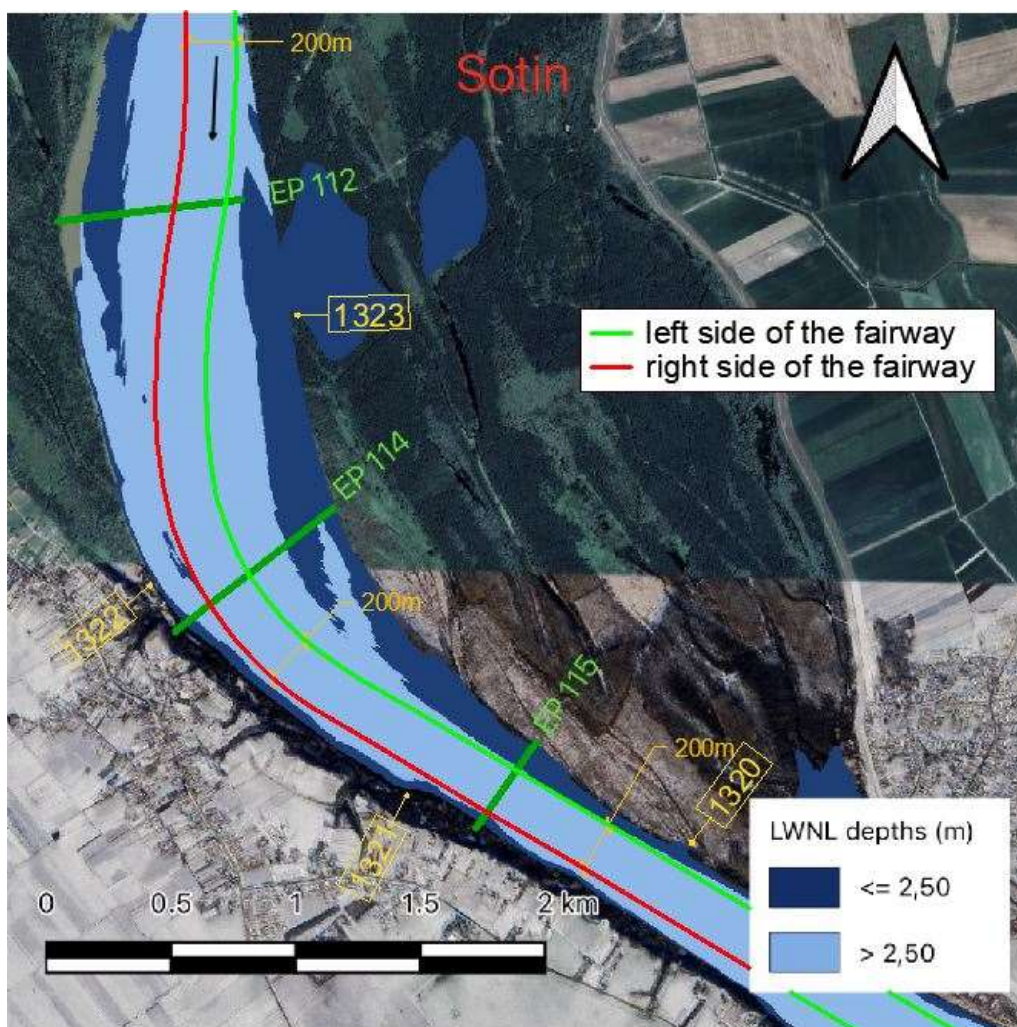 200m
Sotin
EP 112
1323
left side of the fairway
right side of the fairway
EP 114
1322
200m
EP 115
200m
1320
1321
LWNL depths (m)
<= 2,50
> 2,50
0 0.5 1 1.5 2 km